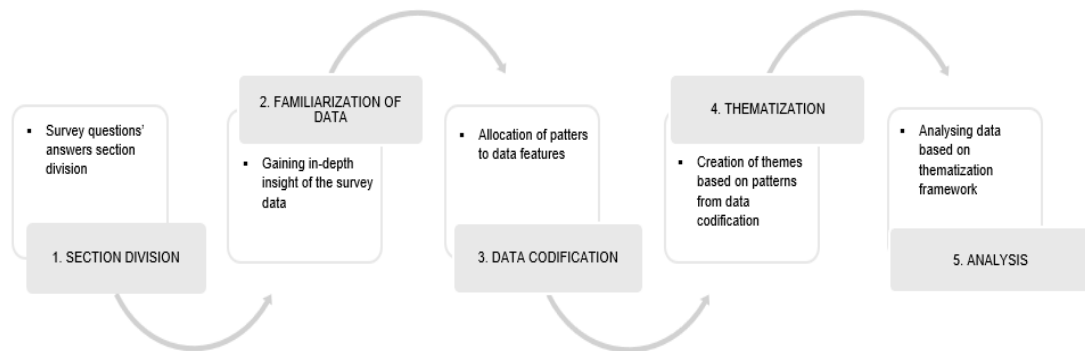 ▪ Survey questions'
answers section
division
1. SECTION DIVISION
2. FAMILIARIZATION OF
DATA
▪ Gaining in-depth
insight of the survey
data
▪ Allocation of patters
to data features
3. DATA CODIFICATION
4. THEMATIZATION
▪ Creation of themes
based on patterns
from data
codification
▪ Analysing data
based on
thematization
framework
5. ANALYSIS